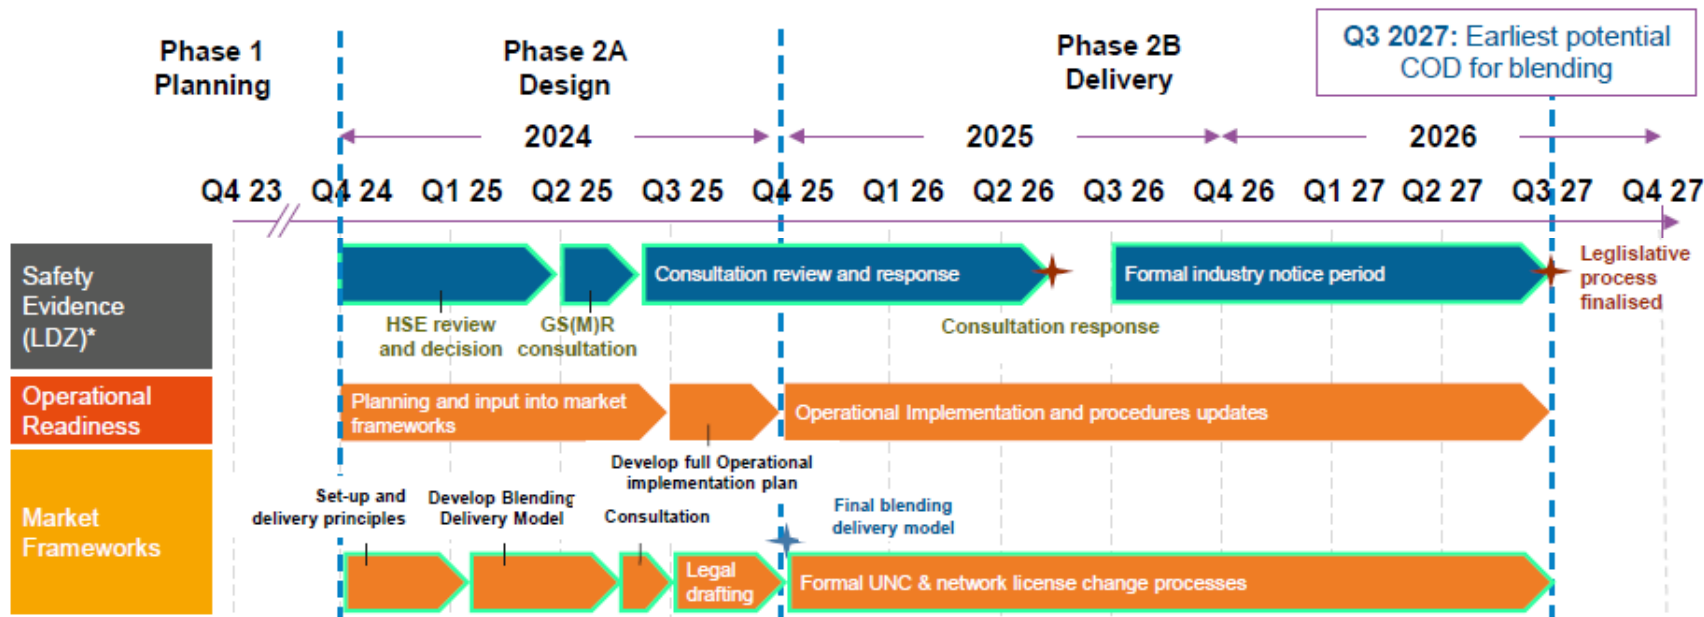 Phase 1
Planning
Phase 2A
Design
Phase 2B
Delivery
Q3 2027: Earliest potential
COD for blending
2024
2025
2026
Q4 23
Q4 24
Q1 25
Q2 25
Q3 25
Q4 25
Q1 26
Q2 26
Q3 26
Q4 26
Q1 27
Q2 27
Q3 27
Q4 27
Safety
Evidence
(LDZ)*
Consultation review and response
Formal industry notice period
Leglislative
process
finalised
HSE review
and decision
GS(M)R
consultation
Consultation response
Operational
Readiness
Planning and input into market
frameworks
Operational Implementation and procedures updates
Develop full Operational
implementation plan
Market
Frameworks
Set-up and
delivery principles
Develop Blending
Delivery Model
Consultation
Final blending
delivery model
Legal
drafting
Formal UNC & network license change processes